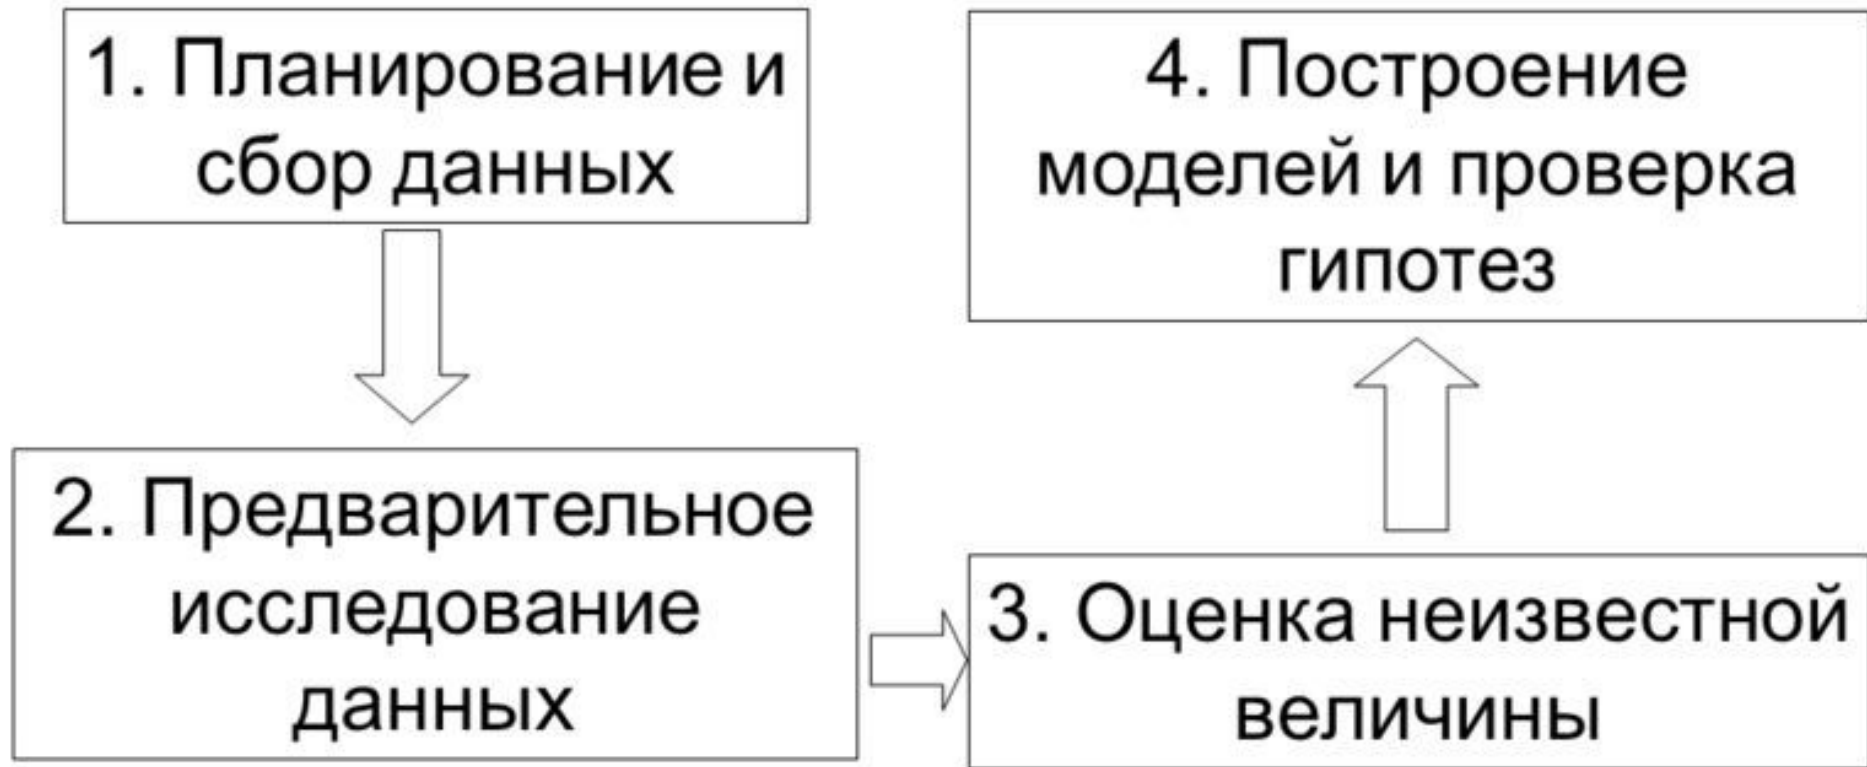 1. Планирование и
сбор данных
2. Предварительное
исследование
данных
3. Оценка неизвестной
величины
4. Построение
моделей и проверка
гипотез